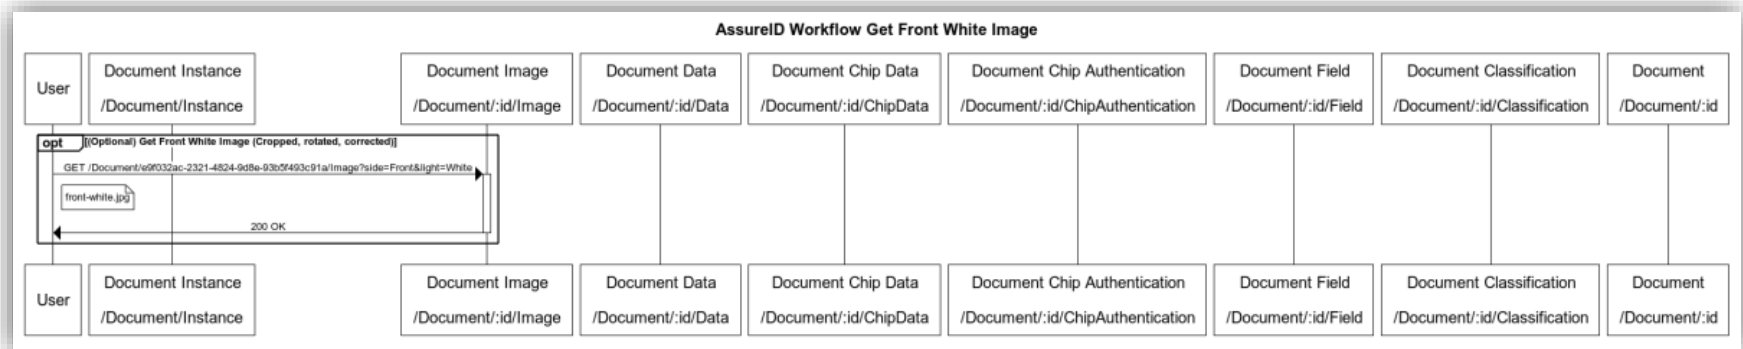 AssureID Workflow Get Front White Image
User
Document Instance
/Document/Instance
Document Image
/Document/:id/Image
Document Data
/Document/:id/Data
Document Chip Data
/Document/:id/ChipData
Document Chip Authentication
/Document/:id/ChipAuthentication
Document Field
/Document/:id/Field
Document Classification
/Document/:id/Classification
Document
/Document/:id
opt [(Optional) Get Front White Image (Cropped, rotated, corrected)]
GET /Document/e9f032ac-2321-4824-9d8e-93b5f493c91a/Image?side=Front&light=White
front-white.jpg
200 OK
User
Document Instance
/Document/Instance
Document Image
/Document/:id/Image
Document Data
/Document/:id/Data
Document Chip Data
/Document/:id/ChipData
Document Chip Authentication
/Document/:id/ChipAuthentication
Document Field
/Document/:id/Field
Document Classification
/Document/:id/Classification
Document
/Document/:id